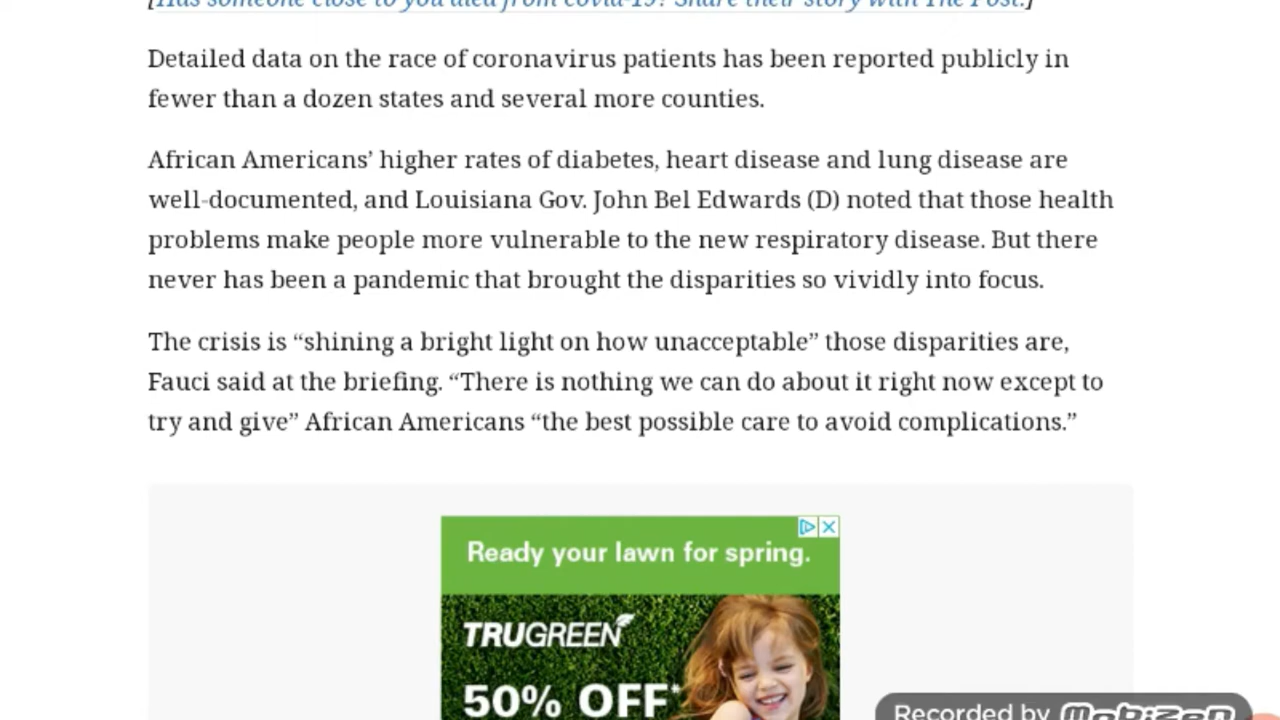 [Has someone close to you died from covid-19? Share their story with The Post.]
Detailed data on the race of coronavirus patients has been reported publicly in
fewer than a dozen states and several more counties.
African Americans’ higher rates of diabetes, heart disease and lung disease are
well-documented, and Louisiana Gov. John Bel Edwards (D) noted that those health
problems make people more vulnerable to the new respiratory disease. But there
never has been a pandemic that brought the disparities so vividly into focus.
The crisis is “shining a bright light on how unacceptable” those disparities are,
Fauci said at the briefing. “There is nothing we can do about it right now except to
try and give” African Americans “the best possible care to avoid complications.”
Ready your lawn for spring.
TRUGREEN
50% OFF*
Recorded by Mobizen